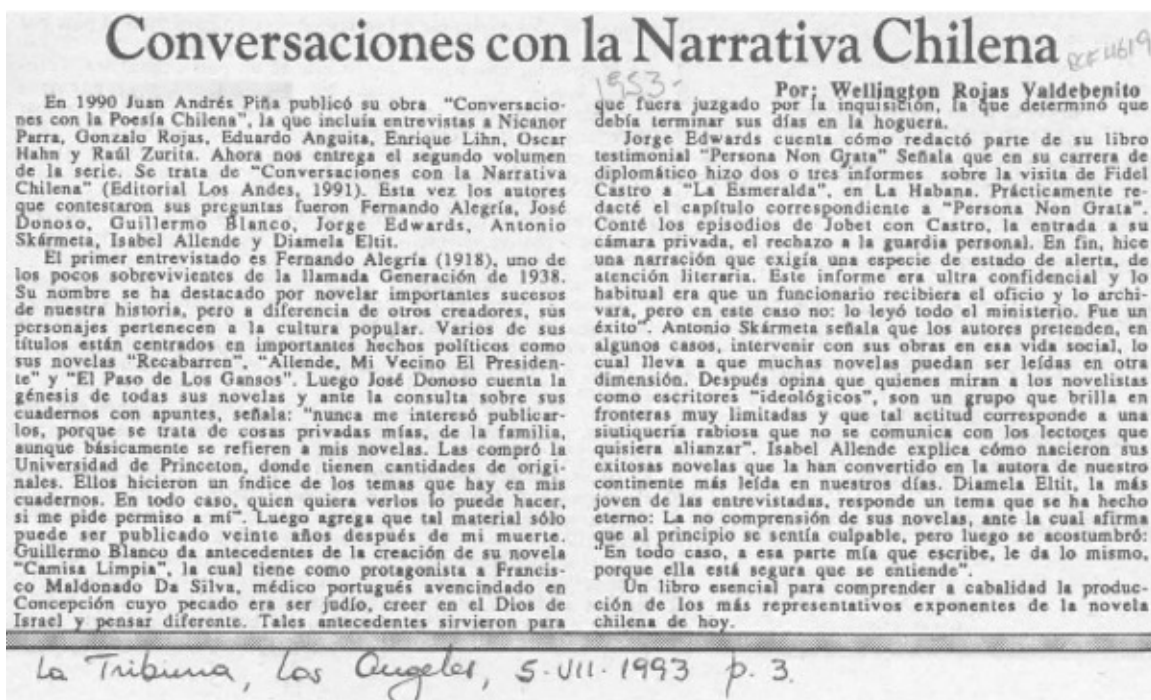 Conversaciones con la Narrativa Chilena
1953-
Por: Wellington Rojas Valdebenito
En 1990 Juan Andrés Piña publicó su obra "Conversacio-
nes con la Poesía Chilena", la que incluía entrevistas a Nicanor
Parra, Gonzalo Rojas, Eduardo Anguita, Enrique Lihn, Oscar
Hahn y Raúl Zurita. Ahora nos entrega el segundo volumen
de la serie. Se trata de "Conversaciones con la Narrativa
Chilena" (Editorial Los Andes, 1991). Esta vez los autores
que contestaron sus preguntas fueron Fernando Alegría, José
Donoso, Guillermo Blanco, Jorge Edwards, Antonio
Skármeta, Isabel Allende y Diamela Eltit.
El primer entrevistado es Fernando Alegría (1918), uno de
los pocos sobrevivientes de la llamada Generación de 1938.
Su nombre se ha destacado por novelar importantes sucesos
de nuestra historia, pero a diferencia de otros creadores, sus
personajes pertenecen a la cultura popular. Varios de sus
títulos están centrados en importantes hechos políticos como
sus novelas "Recabarren", "Allende, Mi Vecino El Presiden-
te" y "El Paso de Los Gansos". Luego José Donoso cuenta la
génesis de todas sus novelas y ante la consulta sobre sus
cuadernos con apuntes, señala: "nunca me interesó publicar-
los, porque se trata de cosas privadas mías, de la familia,
aunque básicamente se refieren a mis novelas. Las compró la
Universidad de Princeton, donde tienen cantidades de origi-
nales. Ellos hicieron un índice de los temas que hay en mis
cuadernos. En todo caso, quien quiera verlos lo puede hacer,
si me pide permiso a mí". Luego agrega que tal material sólo
puede ser publicado veinte años después de mi muerte.
Guillermo Blanco da antecedentes de la creación de su novela
"Camisa Limpia", la cual tiene como protagonista a Francis-
co Maldonado Da Silva, médico portugués avencindado en
Concepción cuyo pecado era ser judío, creer en el Dios de
Israel y pensar diferente. Tales antecedentes sirvieron para
que fuera juzgado por la inquisición, la que determinó que
debía terminar sus días en la hoguera.
Jorge Edwards cuenta cómo redactó parte de su libro
testimonial "Persona Non Grata" Señala que en su carrera de
diplomático hizo dos o tres informes sobre la visita de Fidel
Castro a "La Esmeralda", en La Habana. Prácticamente re-
dacté el capítulo correspondiente a "Persona Non Grata".
Conté los episodios de Jobet con Castro, la entrada a su
cámara privada, el rechazo a la guardia personal. En fin, hice
una narración que exigía una especie de estado de alerta, de
atención literaria. Este informe era ultra confidencial y lo
habitual era que un funcionario recibiera el oficio y lo archi-
vara, pero en este caso no: lo leyó todo el ministerio. Fue un
éxito". Antonio Skármeta señala que los autores pretenden, en
algunos casos, intervenir con sus obras en esa vida social, lo
cual lleva a que muchas novelas puedan ser leídas en otra
dimensión. Después opina que quienes miran a los novelistas
como escritores "ideológicos", son un grupo que brilla en
fronteras muy limitadas y que tal actitud corresponde a una
siutiquería rabiosa que no se comunica con los lectores que
quisiera alianzar". Isabel Allende explica cómo nacieron sus
exitosas novelas que la han convertido en la autora de nuestro
continente más leída en nuestros días. Diamela Eltit, la más
joven de las entrevistadas, responde un tema que se ha hecho
eterno: La no comprensión de sus novelas, ante la cual afirma
que al principio se sentía culpable, pero luego se acostumbró:
"En todo caso, a esa parte mía que escribe, le da lo mismo,
porque ella está segura que se entiende".
Un libro esencial para comprender a cabalidad la produc-
ción de los más representativos exponentes de la novela
chilena de hoy.
La Tribuna, Los Angeles, 5-VII-1993 p. 3.